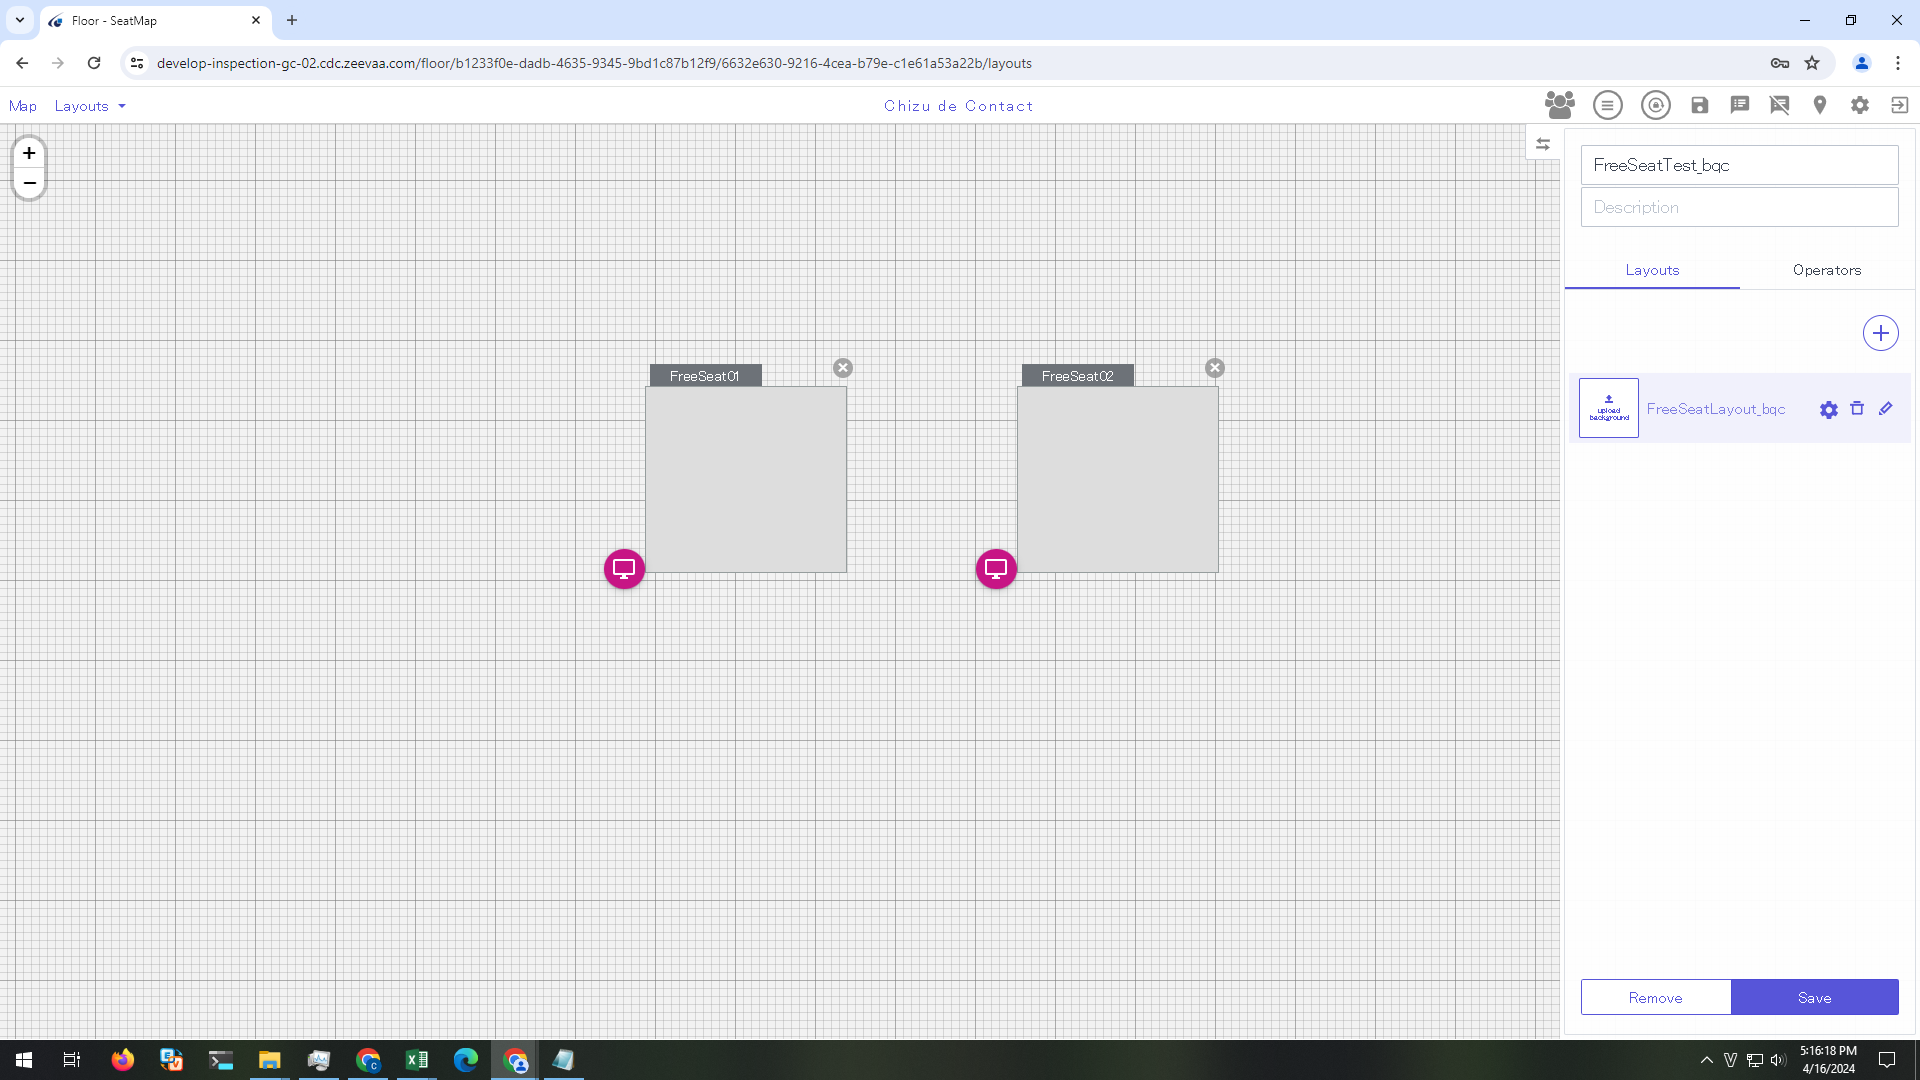 Floor - SeatMap
develop-inspection-gc-02.cdc.zeevaa.com/floor/b1233f0e-dadb-4635-9345-9bd1c87b12f9/6632e630-9216-4cea-b79e-c1e61a53a22b/layouts
Map Layouts Chizu de Contact
+
−
FreeSeatTest_bqc
Description
Layouts Operators
FreeSeat01 FreeSeat02
upload
background
FreeSeatLayout_bqc
Remove Save
5:16:18 PM
4/16/2024